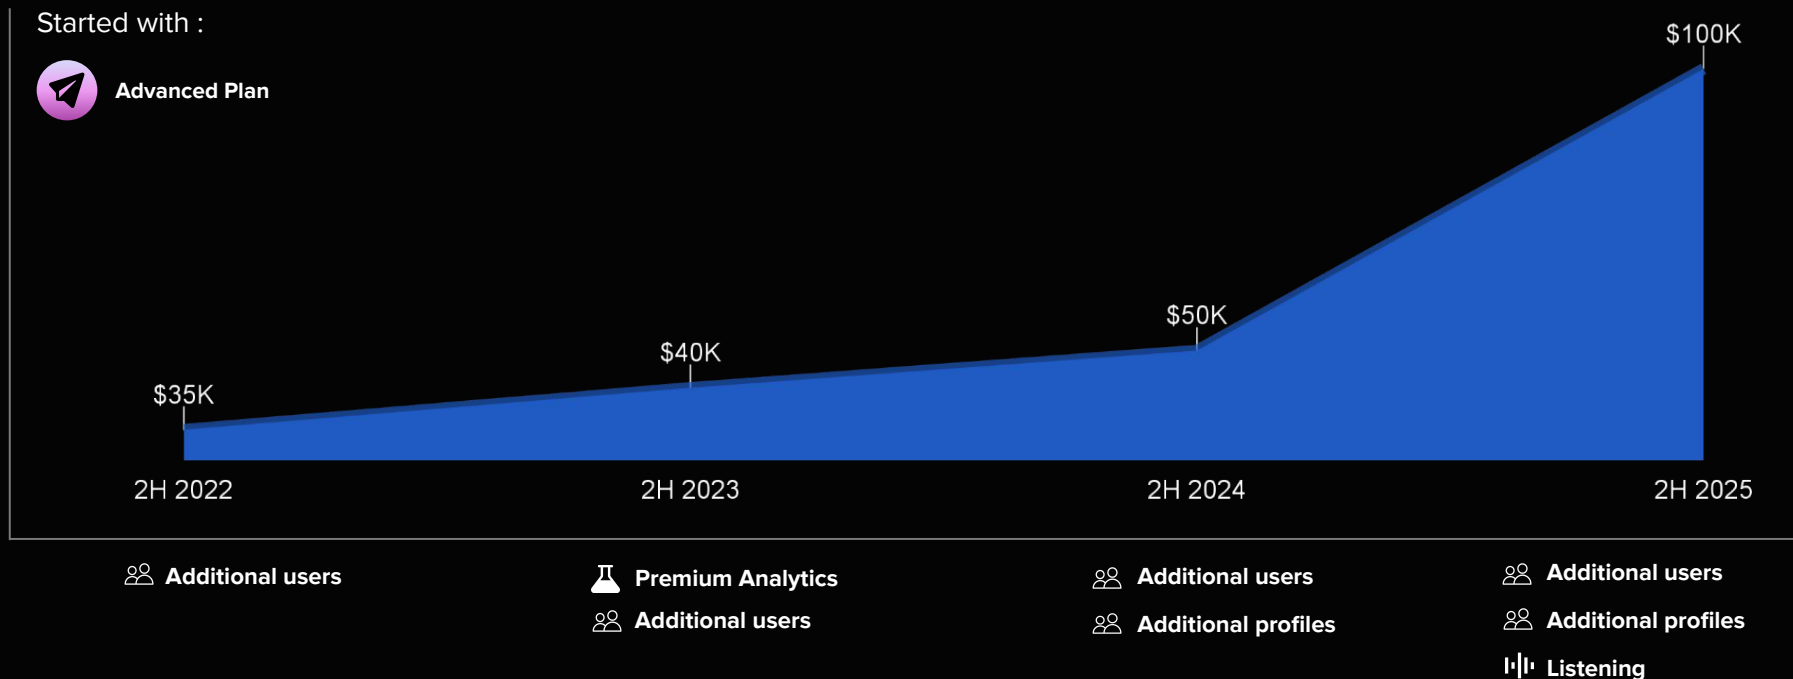 Started with :
Advanced Plan
$100K
$50K
$40K
$35K
2H 2022 2H 2023 2H 2024 2H 2025
Additional users
Premium Analytics
Additional users
Additional users
Additional profiles
Additional users
Additional profiles
Listening